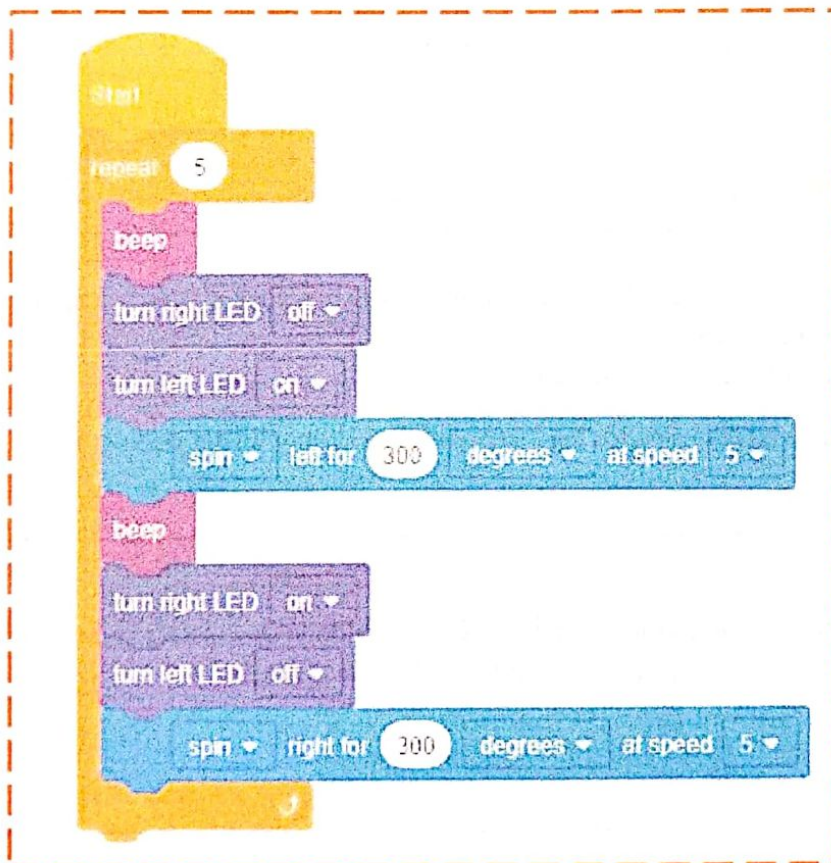 Start
repeat 5
beep
turn right LED off
turn left LED on
spin left for 300 degrees at speed 5
beep
turn right LED on
turn left LED off
spin right for 300 degrees at speed 5